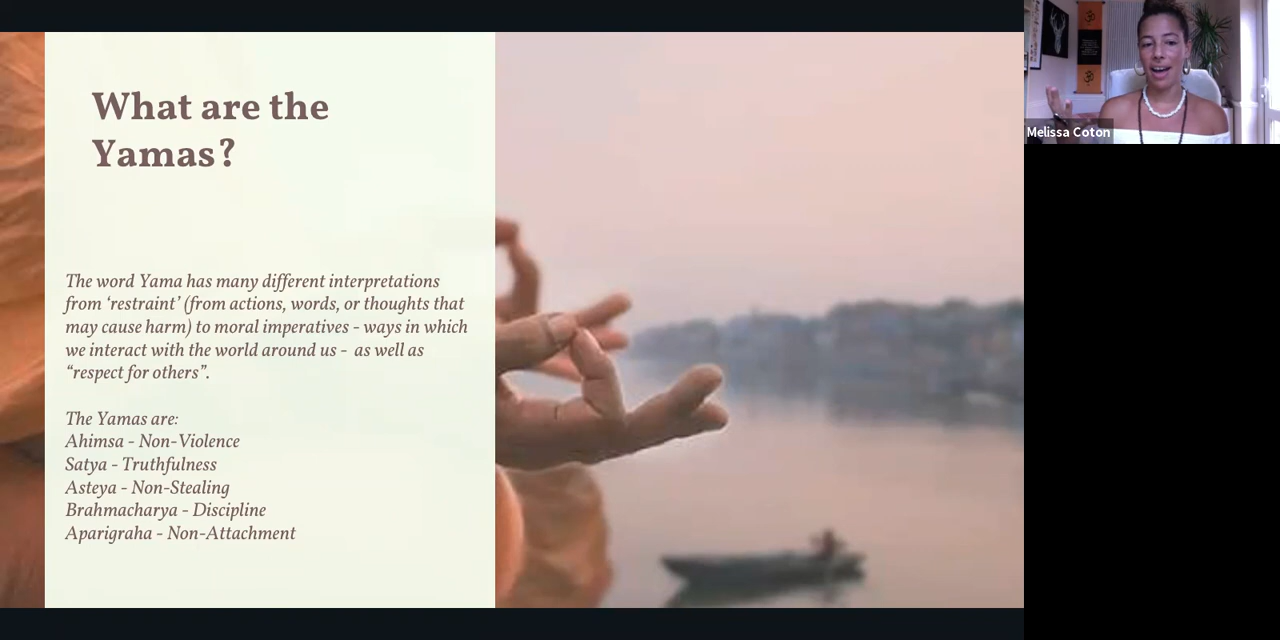 What are the
Yamas?
The word Yama has many different interpretations
from ‘restraint’ (from actions, words, or thoughts that
may cause harm) to moral imperatives - ways in which
we interact with the world around us - as well as
“respect for others”.
The Yamas are:
Ahimsa - Non-Violence
Satya - Truthfulness
Asteya - Non-Stealing
Brahmacharya - Discipline
Aparigraha - Non-Attachment
Melissa Coton